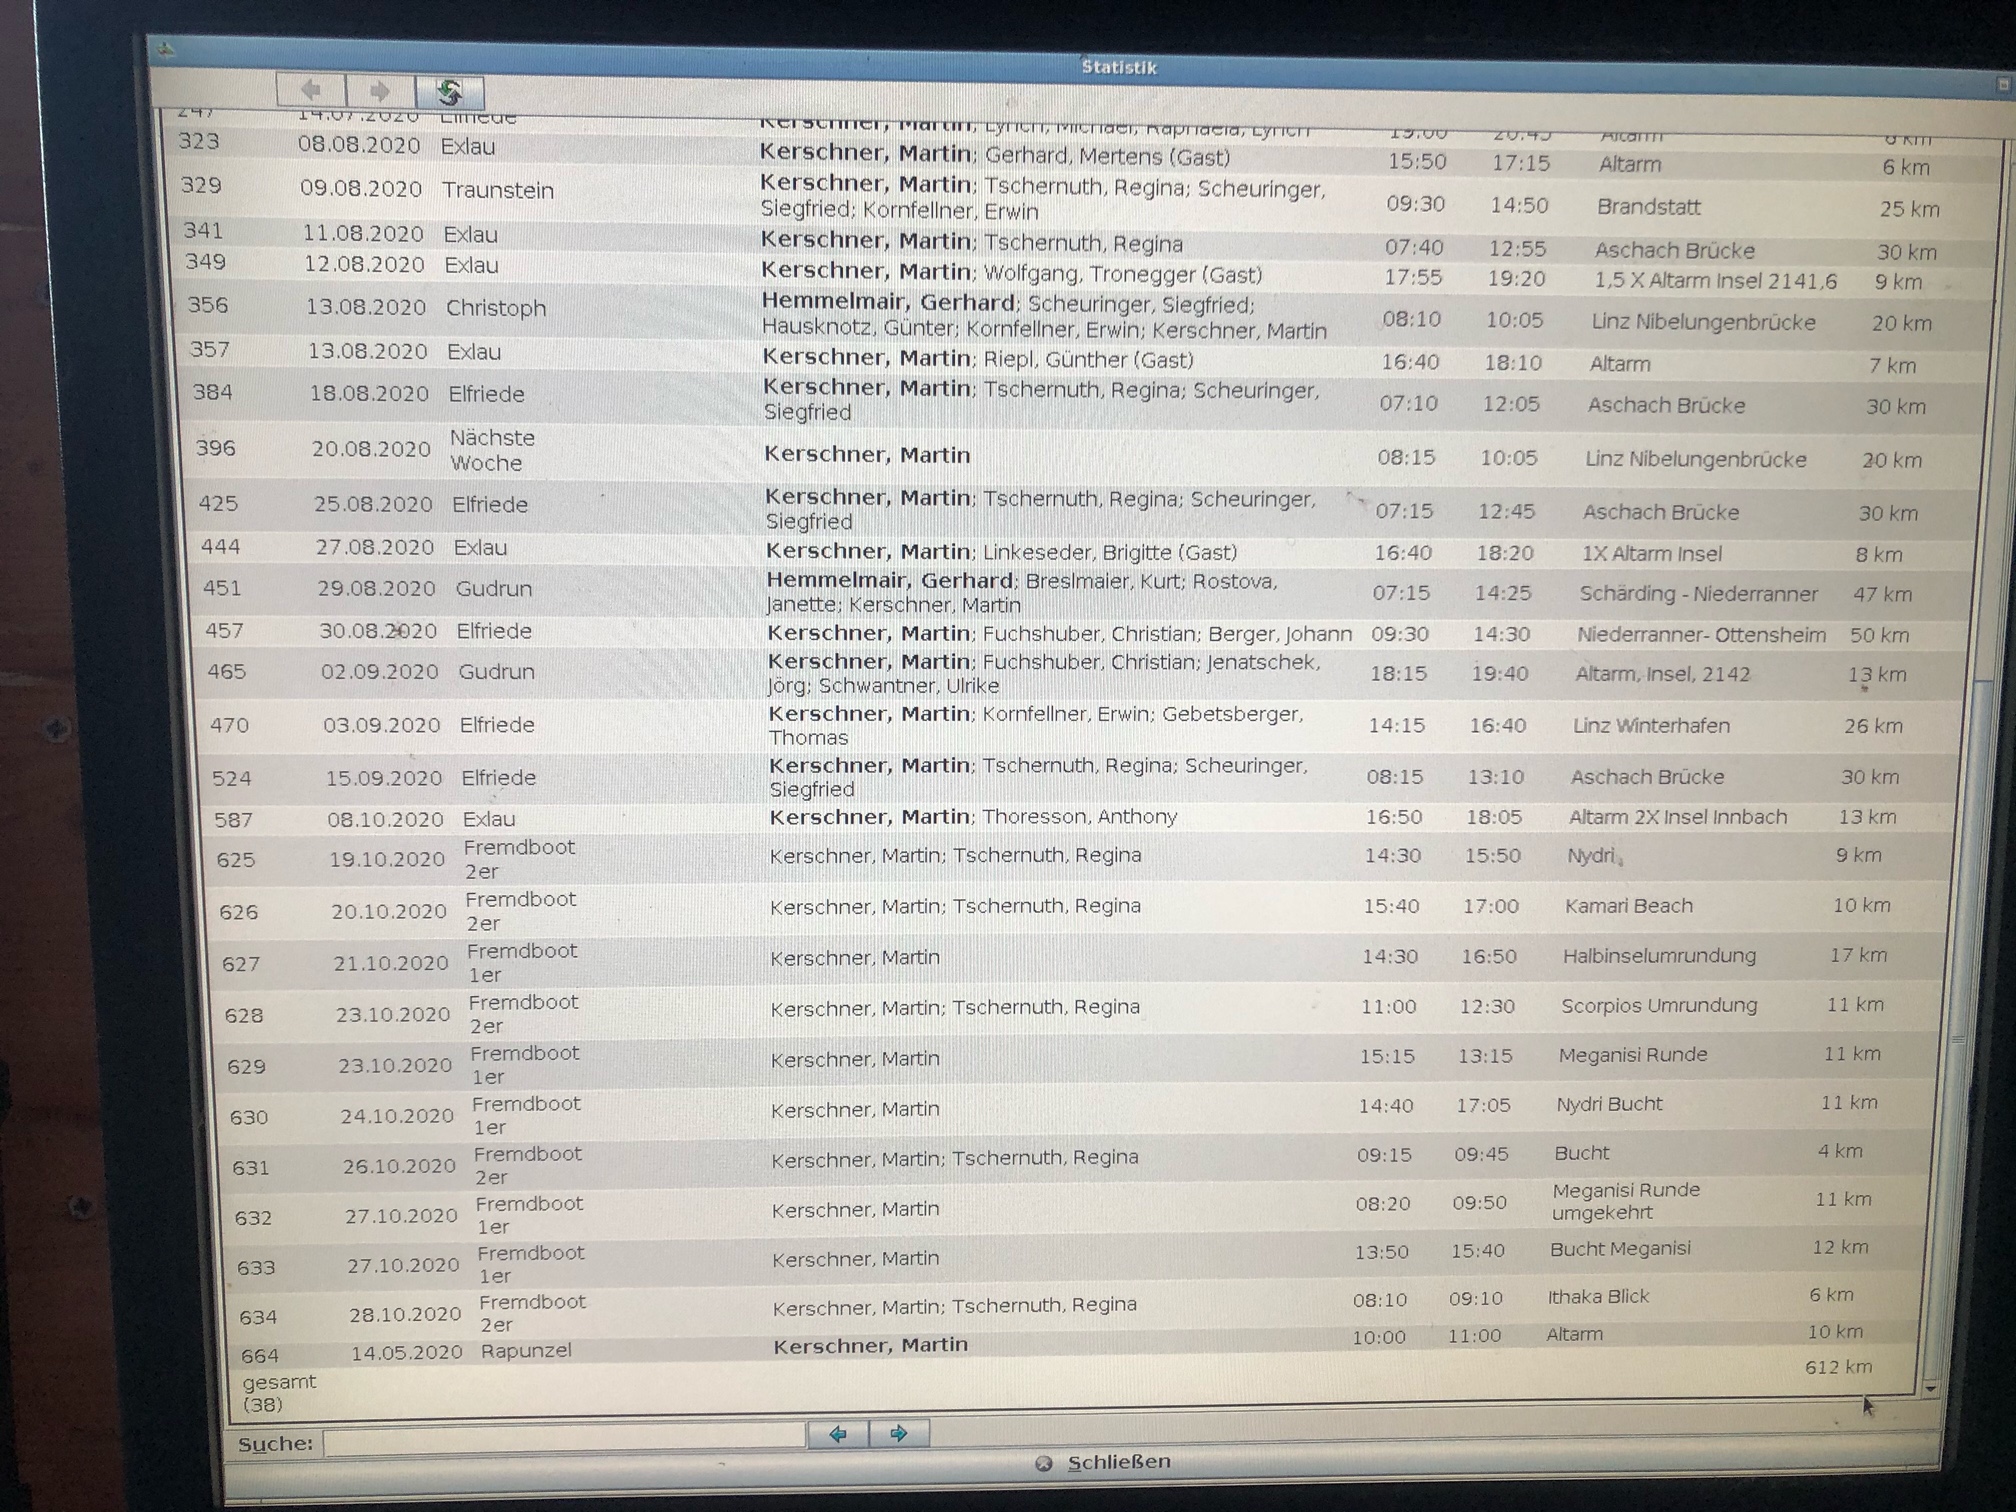 Statistik
247 14.07.2020 Elfriede Kerschner, Martin; Lyrich, Michael; Raphaela, Lyrich 19:00 20:45 Altarm 8 km
323 08.08.2020 Exlau Kerschner, Martin; Gerhard, Mertens (Gast) 15:50 17:15 Altarm 6 km
329 09.08.2020 Traunstein Kerschner, Martin; Tschernuth, Regina; Scheuringer, 09:30 14:50 Brandstatt 25 km
Siegfried; Kornfellner, Erwin
341 11.08.2020 Exlau Kerschner, Martin; Tschernuth, Regina 07:40 12:55 Aschach Brücke 30 km
349 12.08.2020 Exlau Kerschner, Martin; Wolfgang, Tronegger (Gast) 17:55 19:20 1,5 X Altarm Insel 2141,6 9 km
356 13.08.2020 Christoph Hemmelmair, Gerhard; Scheuringer, Siegfried; 08:10 10:05 Linz Nibelungenbrücke 20 km
Hausknotz, Günter; Kornfellner, Erwin; Kerschner, Martin
357 13.08.2020 Exlau Kerschner, Martin; Riepl, Günther (Gast) 16:40 18:10 Altarm 7 km
384 18.08.2020 Elfriede Kerschner, Martin; Tschernuth, Regina; Scheuringer, 07:10 12:05 Aschach Brücke 30 km
Siegfried
396 20.08.2020 Nächste Kerschner, Martin 08:15 10:05 Linz Nibelungenbrücke 20 km
Woche
425 25.08.2020 Elfriede Kerschner, Martin; Tschernuth, Regina; Scheuringer, 07:15 12:45 Aschach Brücke 30 km
Siegfried
444 27.08.2020 Exlau Kerschner, Martin; Linkeseder, Brigitte (Gast) 16:40 18:20 1X Altarm Insel 8 km
451 29.08.2020 Gudrun Hemmelmair, Gerhard; Breslmaier, Kurt; Rostova, 07:15 14:25 Schärding - Niederranner 47 km
Janette; Kerschner, Martin
457 30.08.2020 Elfriede Kerschner, Martin; Fuchshuber, Christian; Berger, Johann 09:30 14:30 Niederranner- Ottensheim 50 km
465 02.09.2020 Gudrun Kerschner, Martin; Fuchshuber, Christian; Jenatschek, 18:15 19:40 Altarm, Insel, 2142 13 km
Jörg; Schwantner, Ulrike
470 03.09.2020 Elfriede Kerschner, Martin; Kornfellner, Erwin; Gebetsberger, 14:15 16:40 Linz Winterhafen 26 km
Thomas
524 15.09.2020 Elfriede Kerschner, Martin; Tschernuth, Regina; Scheuringer, 08:15 13:10 Aschach Brücke 30 km
Siegfried
587 08.10.2020 Exlau Kerschner, Martin; Thoresson, Anthony 16:50 18:05 Altarm 2X Insel Innbach 13 km
625 19.10.2020 Fremdboot Kerschner, Martin; Tschernuth, Regina 14:30 15:50 Nydri 9 km
2er
626 20.10.2020 Fremdboot Kerschner, Martin; Tschernuth, Regina 15:40 17:00 Kamari Beach 10 km
2er
627 21.10.2020 Fremdboot Kerschner, Martin 14:30 16:50 Halbinselumrundung 17 km
1er
628 23.10.2020 Fremdboot Kerschner, Martin; Tschernuth, Regina 11:00 12:30 Scorpios Umrundung 11 km
2er
629 23.10.2020 Fremdboot Kerschner, Martin 15:15 13:15 Meganisi Runde 11 km
1er
630 24.10.2020 Fremdboot Kerschner, Martin 14:40 17:05 Nydri Bucht 11 km
1er
631 26.10.2020 Fremdboot Kerschner, Martin; Tschernuth, Regina 09:15 09:45 Bucht 4 km
2er
632 27.10.2020 Fremdboot Kerschner, Martin 08:20 09:50 Meganisi Runde 11 km
1er umgekehrt
633 27.10.2020 Fremdboot Kerschner, Martin 13:50 15:40 Bucht Meganisi 12 km
1er
634 28.10.2020 Fremdboot Kerschner, Martin; Tschernuth, Regina 08:10 09:10 Ithaka Blick 6 km
2er
664 14.05.2020 Rapunzel Kerschner, Martin 10:00 11:00 Altarm 10 km
gesamt 612 km
(38)
Suche:
Schließen